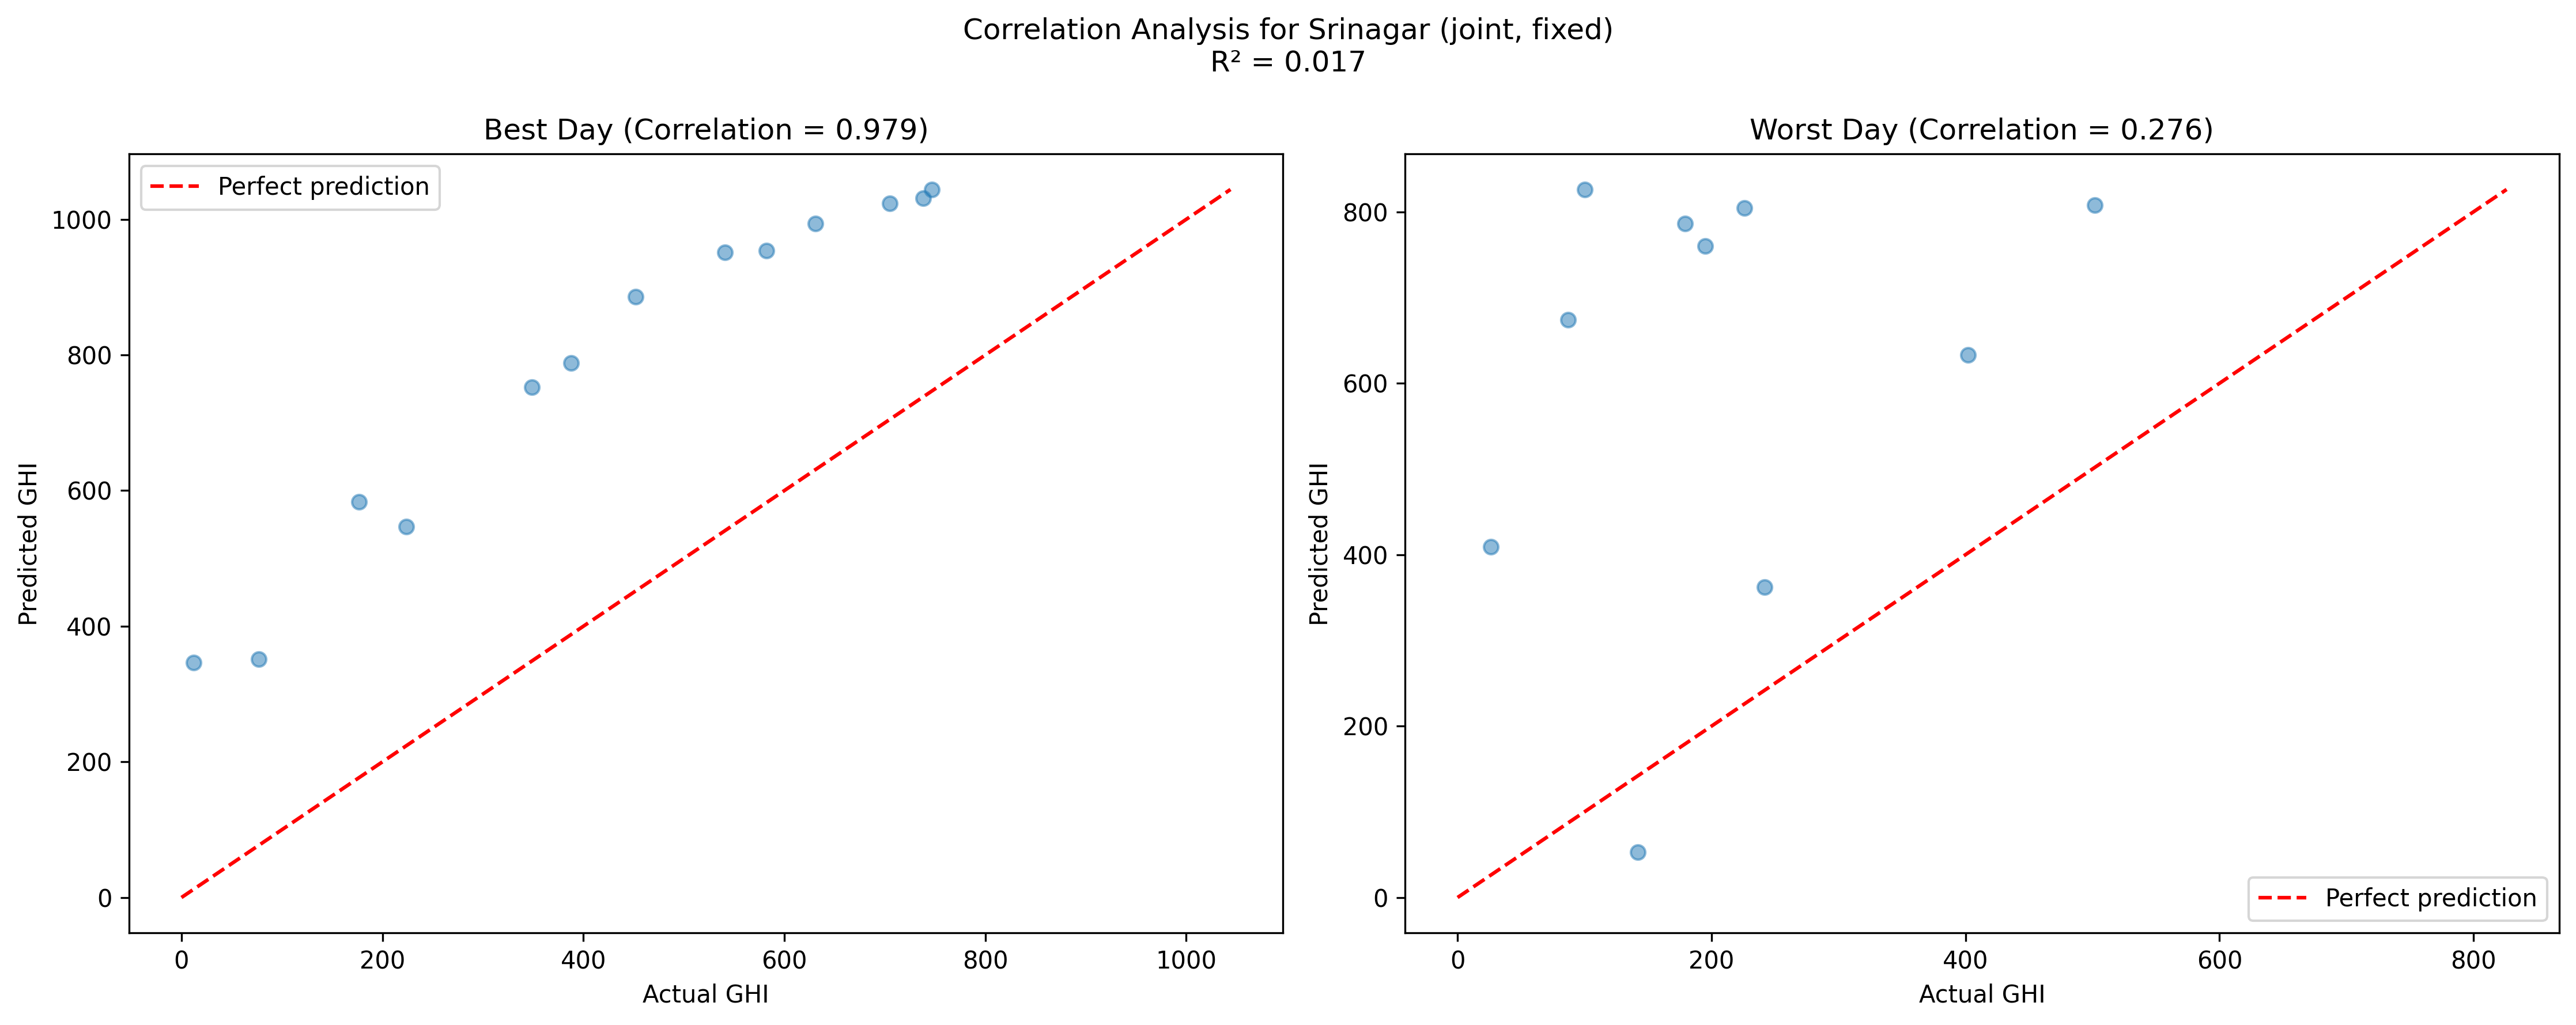 Correlation Analysis for Srinagar (joint, fixed)
R² = 0.017
Best Day (Correlation = 0.979)
Perfect prediction
Predicted GHI
1000
800
600
400
200
0
0 200 400 600 800 1000
Actual GHI
Worst Day (Correlation = 0.276)
Predicted GHI
800
600
400
200
0
Perfect prediction
0 200 400 600 800
Actual GHI